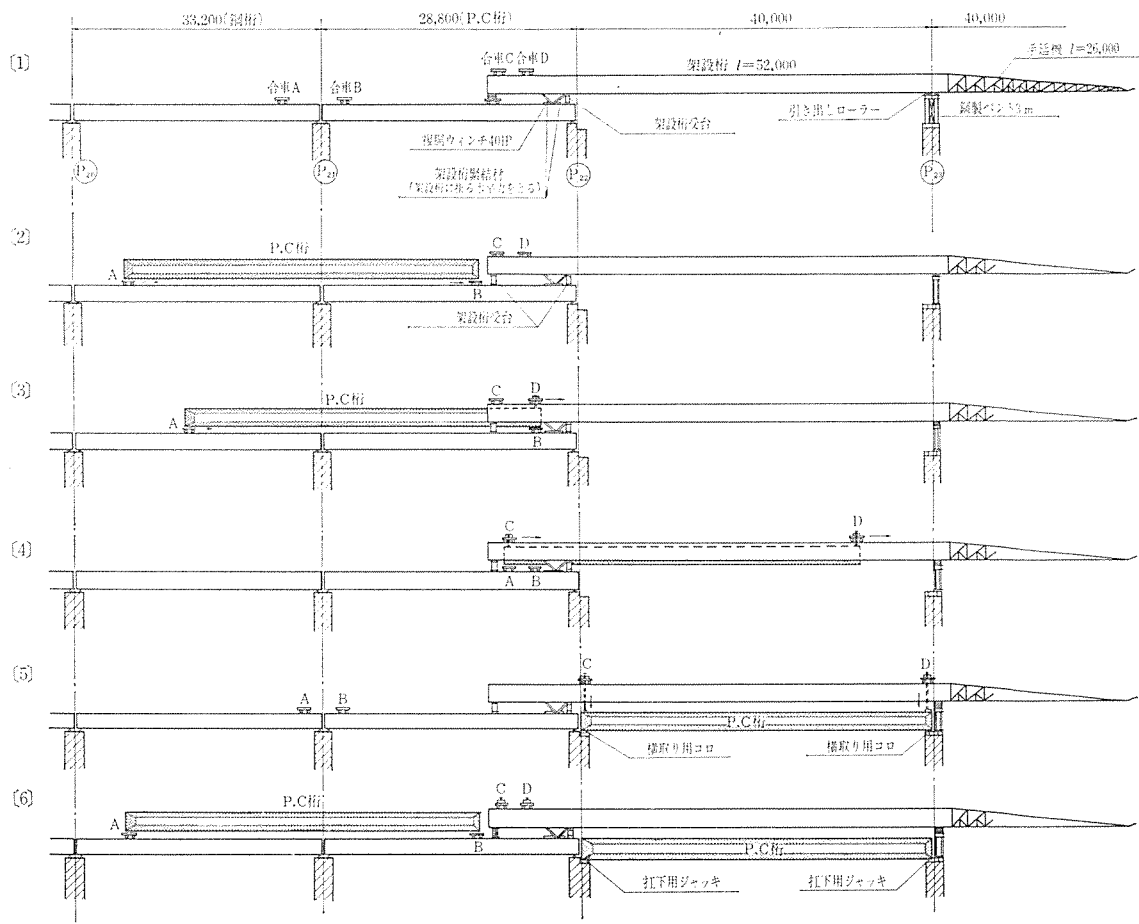 33,200(鋼桁)
28,800(P.C桁)
40,000
40,000
〔1〕
台車C 台車D
架設桁 l=52,000
手延機 l=26,000
台車A
台車B
引き出しローラー
鋼製ベント3m
架設桁受台
複胴ウィンチ40HP
架設桁緊結材
P20
P21
P22
P23
〔2〕
P.C桁
C D
A
B
架設桁受台
〔3〕
P.C桁
C
D
A
B
〔4〕
C
D
A B
〔5〕
A B
C
D
P.C桁
横取り用コロ
横取り用コロ
〔6〕
P.C桁
C D
A
B
P.C桁
扛下用ジャッキ
扛下用ジャッキ